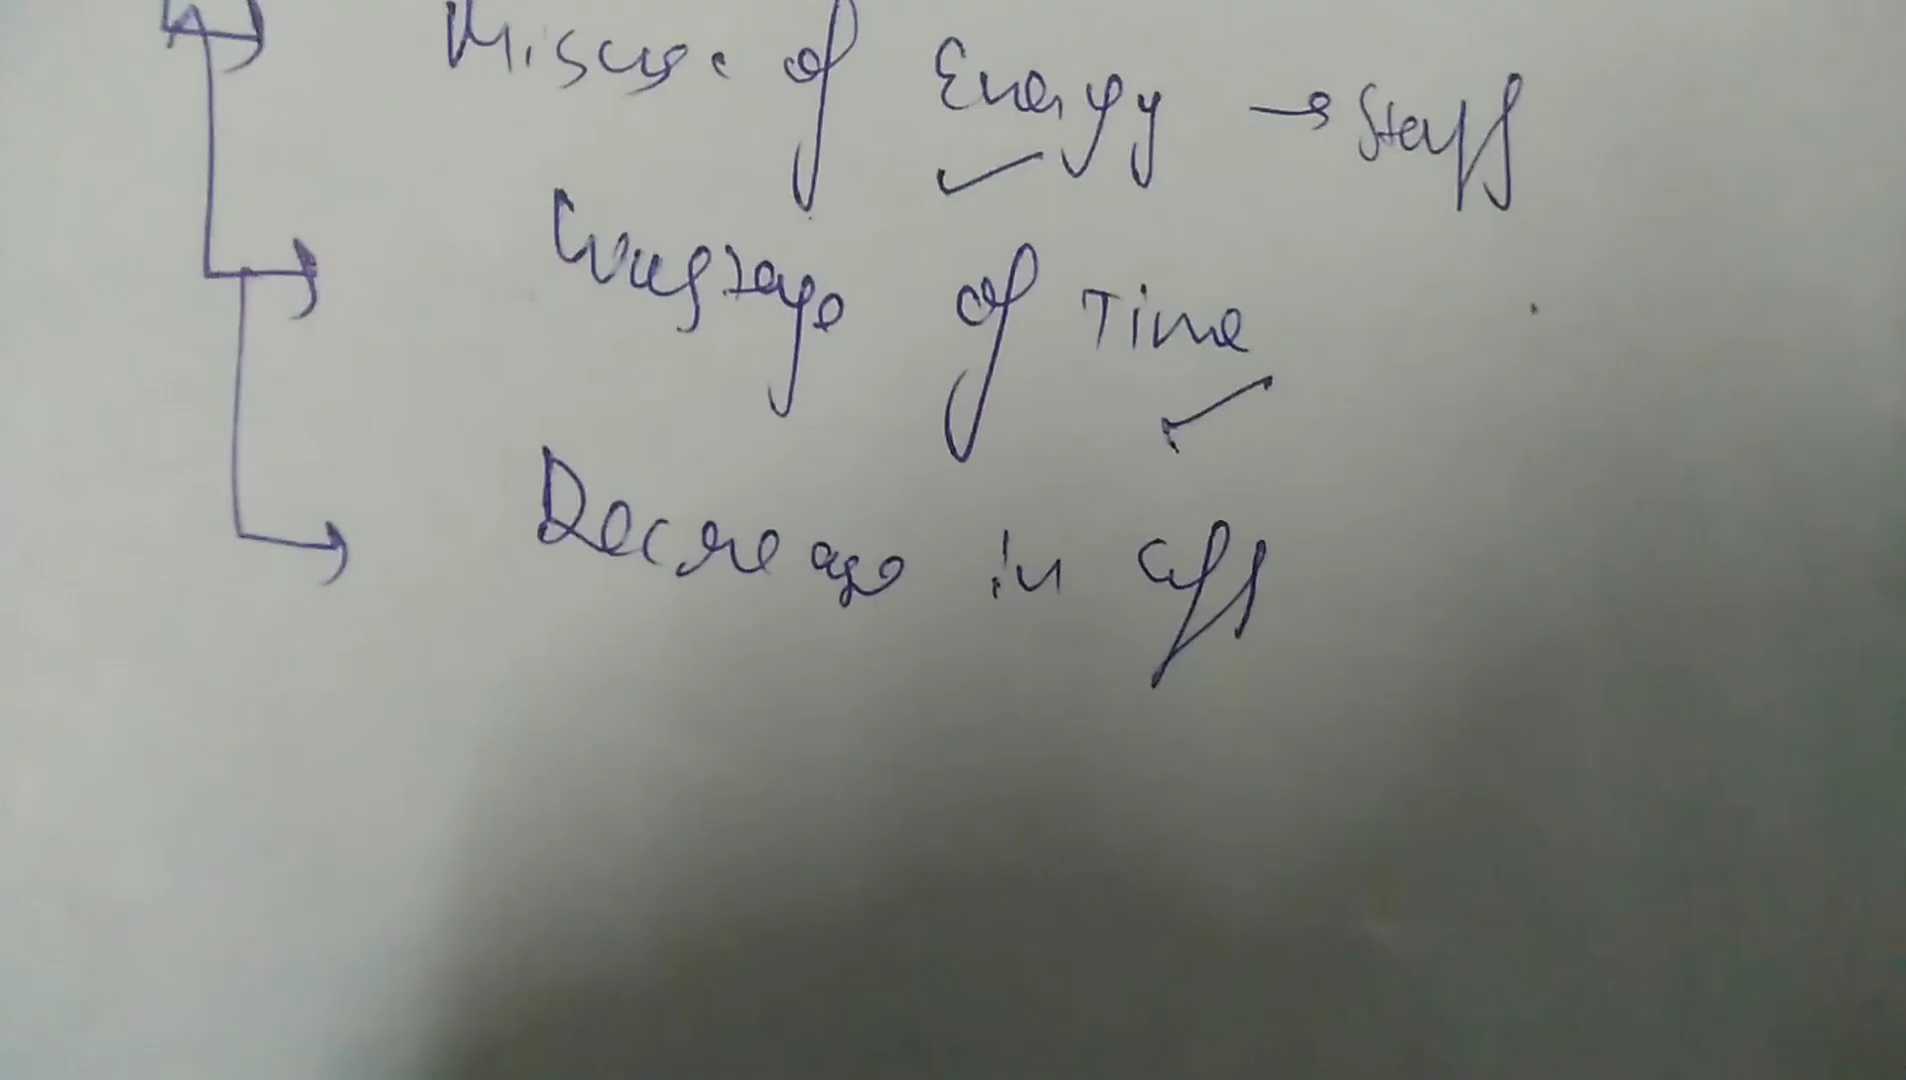 Misuse of Energy → Staff
Wastage of Time
Decrease in eff